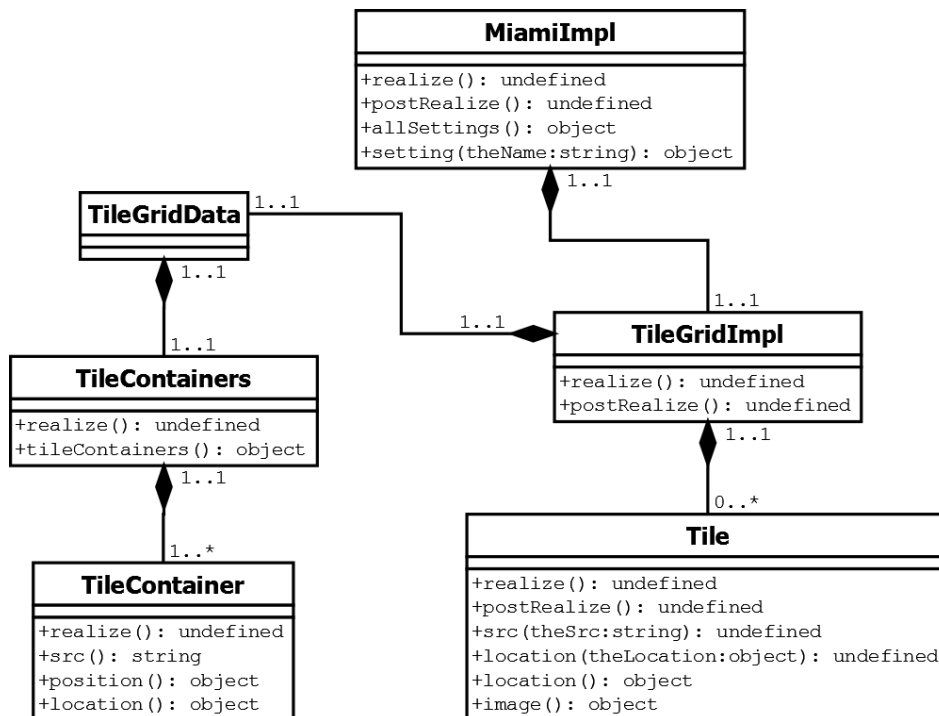 MiamiImpl
+realize(): undefined
+postRealize(): undefined
+allSettings(): object
+setting(theName:string): object
1..1
1..1
TileGridData
1..1
1..1
1..1
1..1
TileGridImpl
+realize(): undefined
+postRealize(): undefined
TileContainers
+realize(): undefined
+tileContainers(): object
1..1
1..1
0..*
1..*
Tile
+realize(): undefined
+postRealize(): undefined
+src(theSrc:string): undefined
+location(theLocation:object): undefined
+location(): object
+image(): object
TileContainer
+realize(): undefined
+src(): string
+position(): object
+location(): object